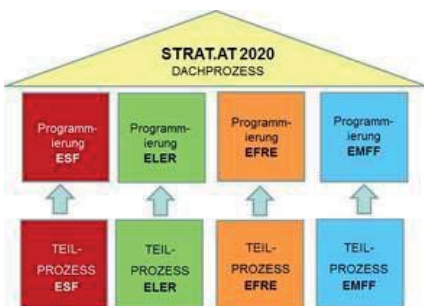 STRAT.AT 2020
DACHPROZESS
Programm-
ierung
ESF
Programm-
ierung
ELER
Programm-
ierung
EFRE
Programm-
ierung
EMFF
TEIL-
PROZESS
ESF
TEIL-
PROZESS
ELER
TEIL-
PROZESS
EFRE
TEIL-
PROZESS
EMFF